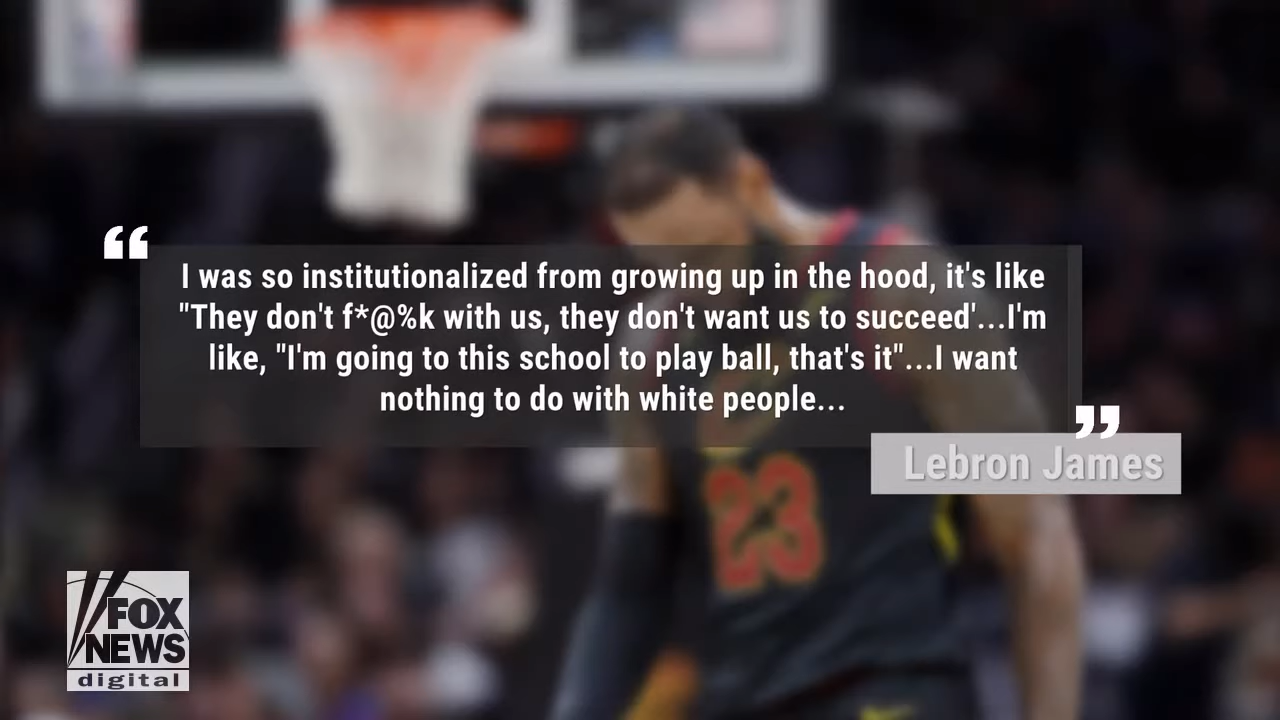 “
I was so institutionalized from growing up in the hood, it's like
"They don't f*@%k with us, they don't want us to succeed'...I'm
like, "I'm going to this school to play ball, that's it"...I want
nothing to do with white people...
”
Lebron James
23
FOX
NEWS
digital